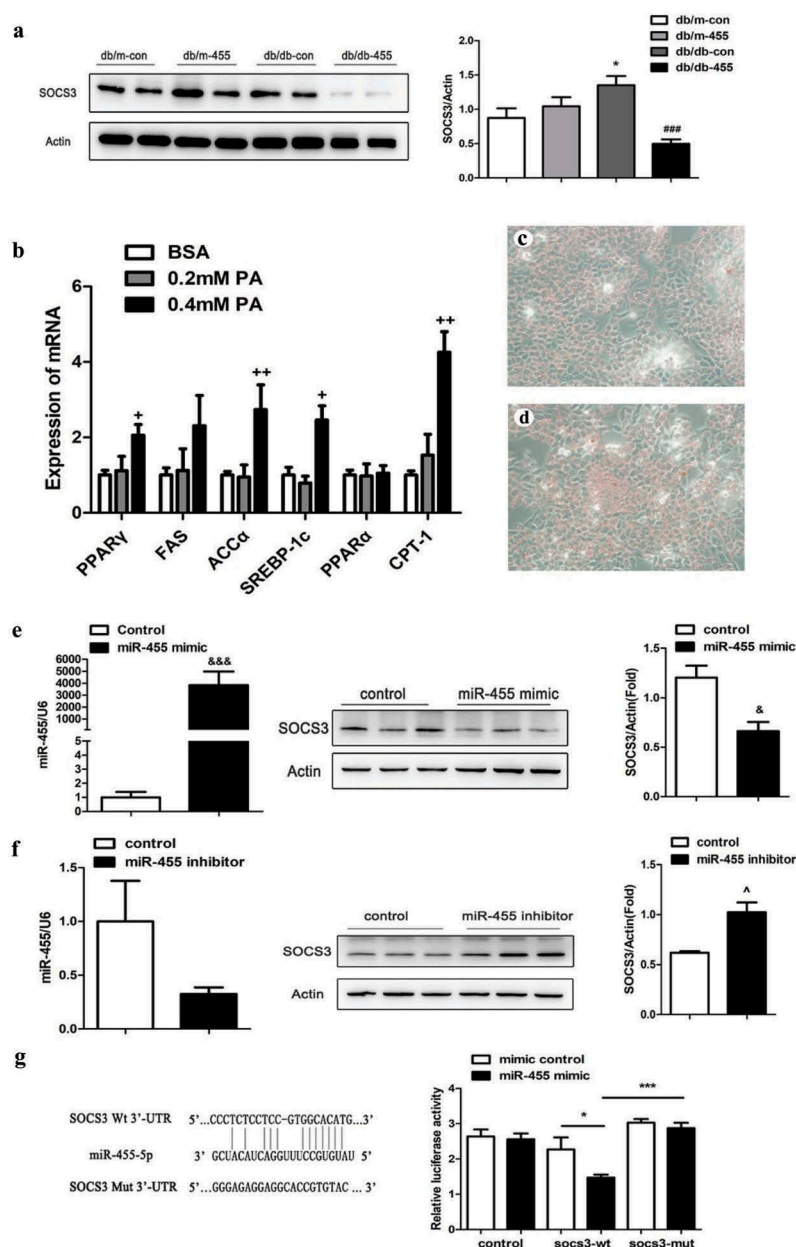 a
db/m-con db/m-455 db/db-con db/db-455
SOCS3
Actin
db/m-con
db/m-455
db/db-con
db/db-455
SOCS3/Actin
2.0
1.5
1.0
0.5
0.0
*
###
b
BSA
0.2mM PA
0.4mM PA
Expression of mRNA
6
4
2
0
+
++
+
++
PPARγ
FAS
ACCα
SREBP-1c
PPARα
CPT-1
c
d
e
Control
miR-455 mimic
miR-455/U6
6000
5000
4000
3000
2000
1000
5
4
3
2
1
0
&&&
control miR-455 mimic
SOCS3
Actin
control
miR-455 mimic
SOCS3/Actin(Fold)
1.5
1.0
0.5
0.0
&
f
control
miR-455 inhibitor
miR-455/U6
1.5
1.0
0.5
0.0
control miR-455 inhibitor
SOCS3
Actin
control
miR-455 inhibitor
SOCS3/Actin(Fold)
1.5
1.0
0.5
0.0
^
g
SOCS3 Wt 3’-UTR 5’...CCCTCTCCTCC-GTGGCACATG...3’
miR-455-5p 3’ GCUACAUCAGGUUUCCGUGUAU 5’
SOCS3 Mut 3’-UTR 5’...GGGAGAGGAGGCACCGTGTAC ... 3’
mimic control
miR-455 mimic
Relative luciferase activity
4
3
2
1
0
*
***
control socs3-wt socs3-mut